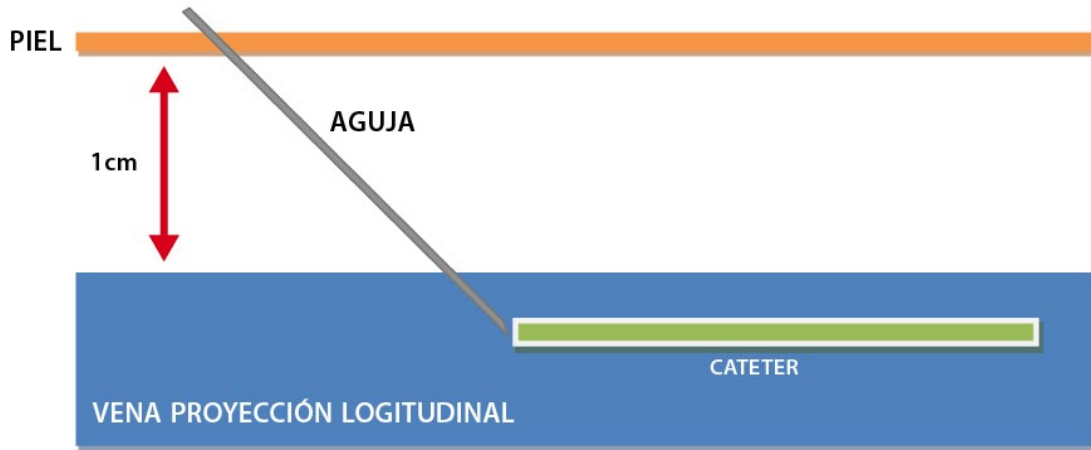 PIEL
AGUJA
1cm
CATETER
VENA PROYECCIÓN LOGITUDINAL